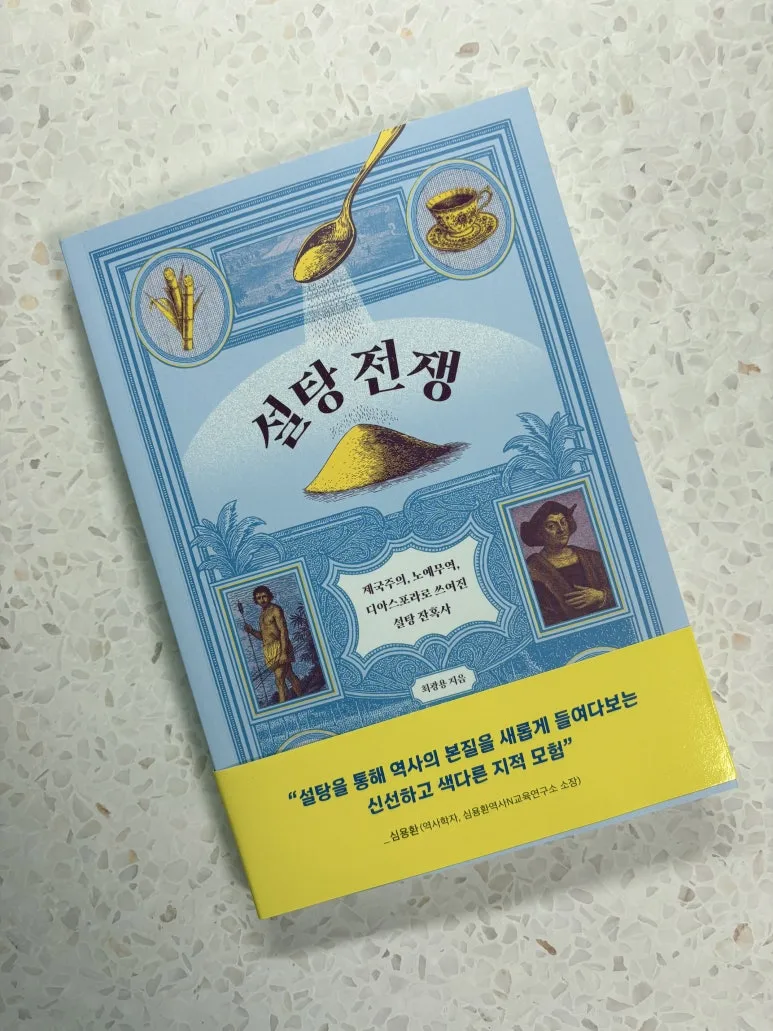 설탕 전쟁
제국주의, 노예무역,
디아스포라로 쓰여진
설탕 잔혹사
최광용 지음
“설탕을 통해 역사의 본질을 새롭게 들여다보는
신선하고 색다른 지적 모험”
_심용환(역사학자, 심용환역사N교육연구소 소장)